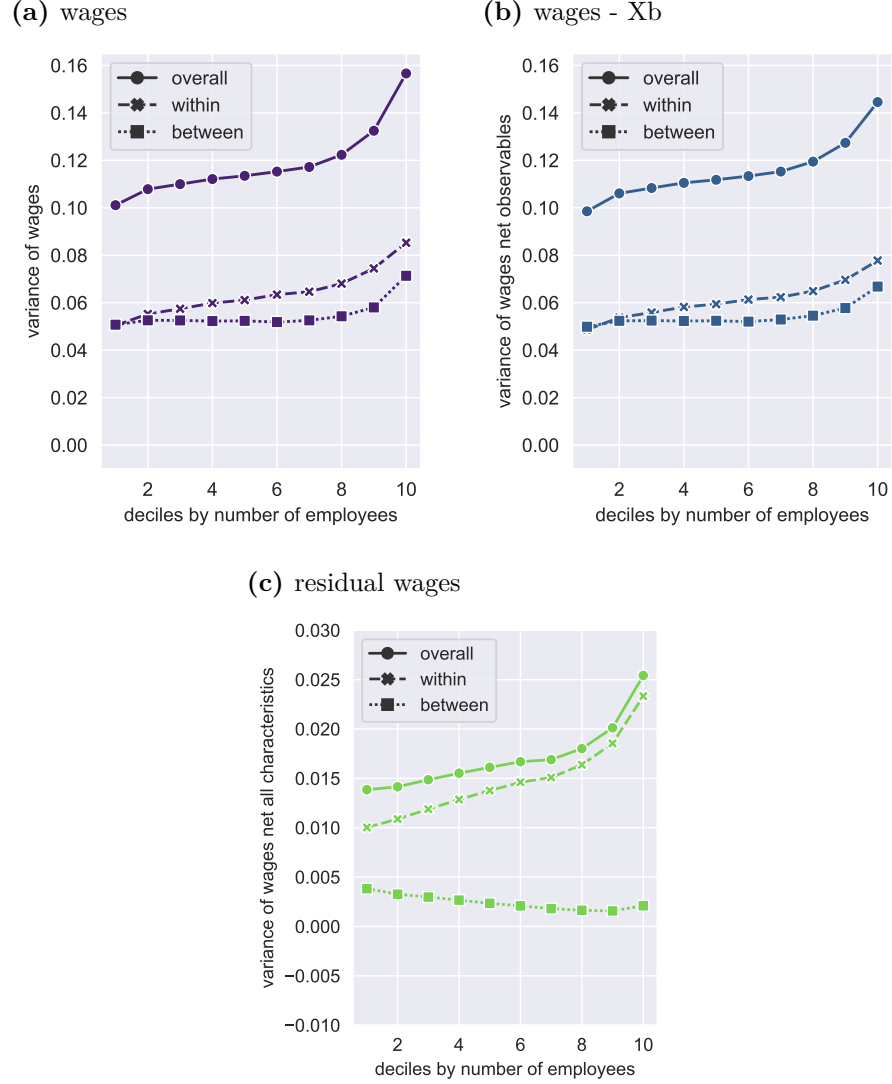 (a) wages
overall
within
between
0.16
0.14
0.12
0.10
0.08
0.06
0.04
0.02
0.00
variance of wages
2 4 6 8 10
deciles by number of employees
(b) wages - Xb
overall
within
between
0.16
0.14
0.12
0.10
0.08
0.06
0.04
0.02
0.00
variance of wages net observables
2 4 6 8 10
deciles by number of employees
(c) residual wages
overall
within
between
0.030
0.025
0.020
0.015
0.010
0.005
0.000
−0.005
−0.010
variance of wages net all characteristics
2 4 6 8 10
deciles by number of employees